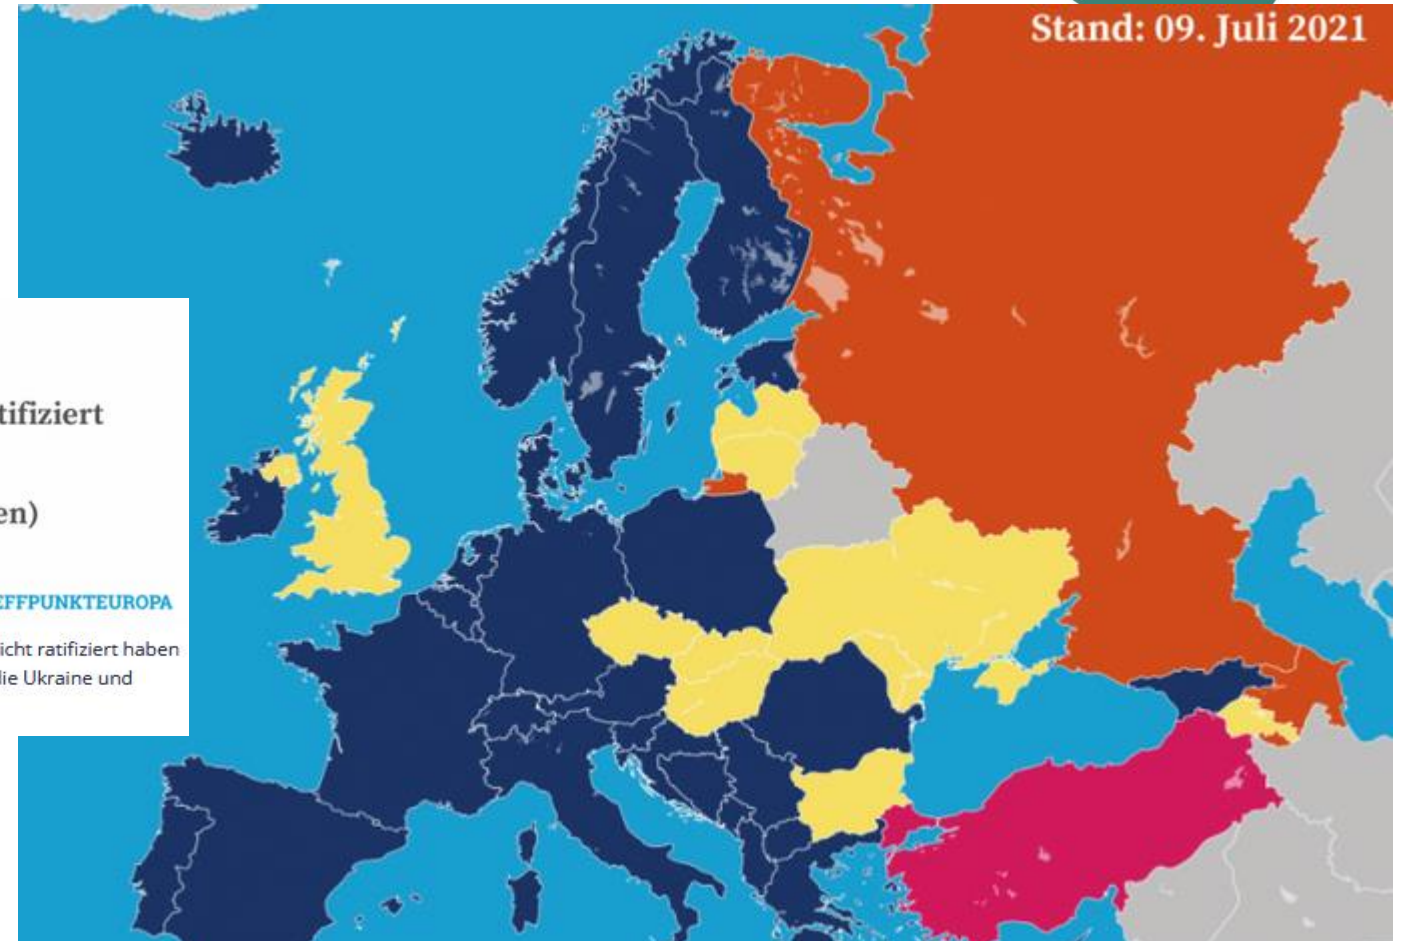 Stand: 09. Juli 2021
tifiziert
en)
EFFPUNKTEUROPA
icht ratifiziert haben
lie Ukraine und